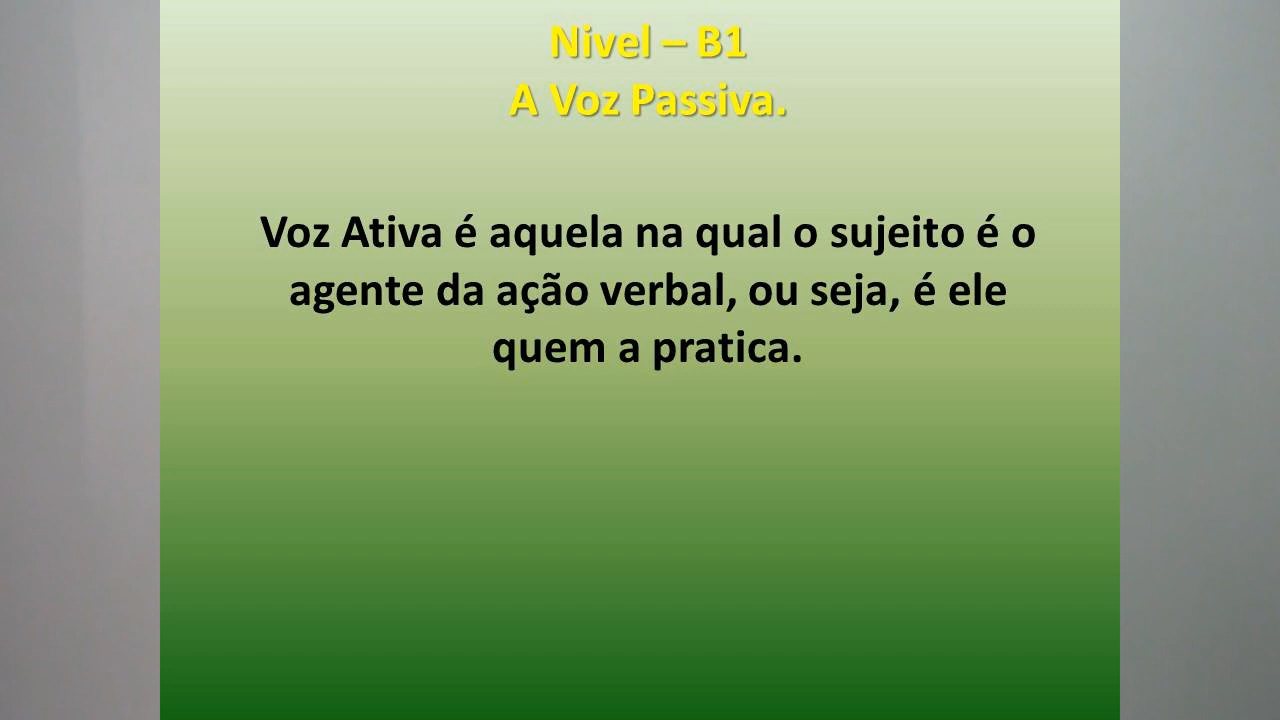 Nivel – B1
A Voz Passiva.
Voz Ativa é aquela na qual o sujeito é o
agente da ação verbal, ou seja, é ele
quem a pratica.